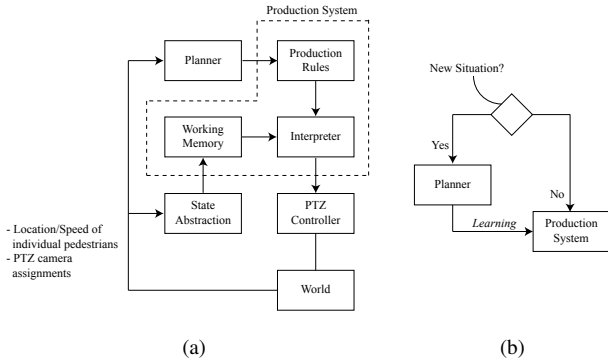 Production System
Planner
Production
Rules
Working
Memory
Interpreter
State
Abstraction
PTZ
Controller
- Location/Speed of
individual pedestrians
- PTZ camera
assignments
World
(a)
New Situation?
Yes
No
Planner
Learning
Production
System
(b)